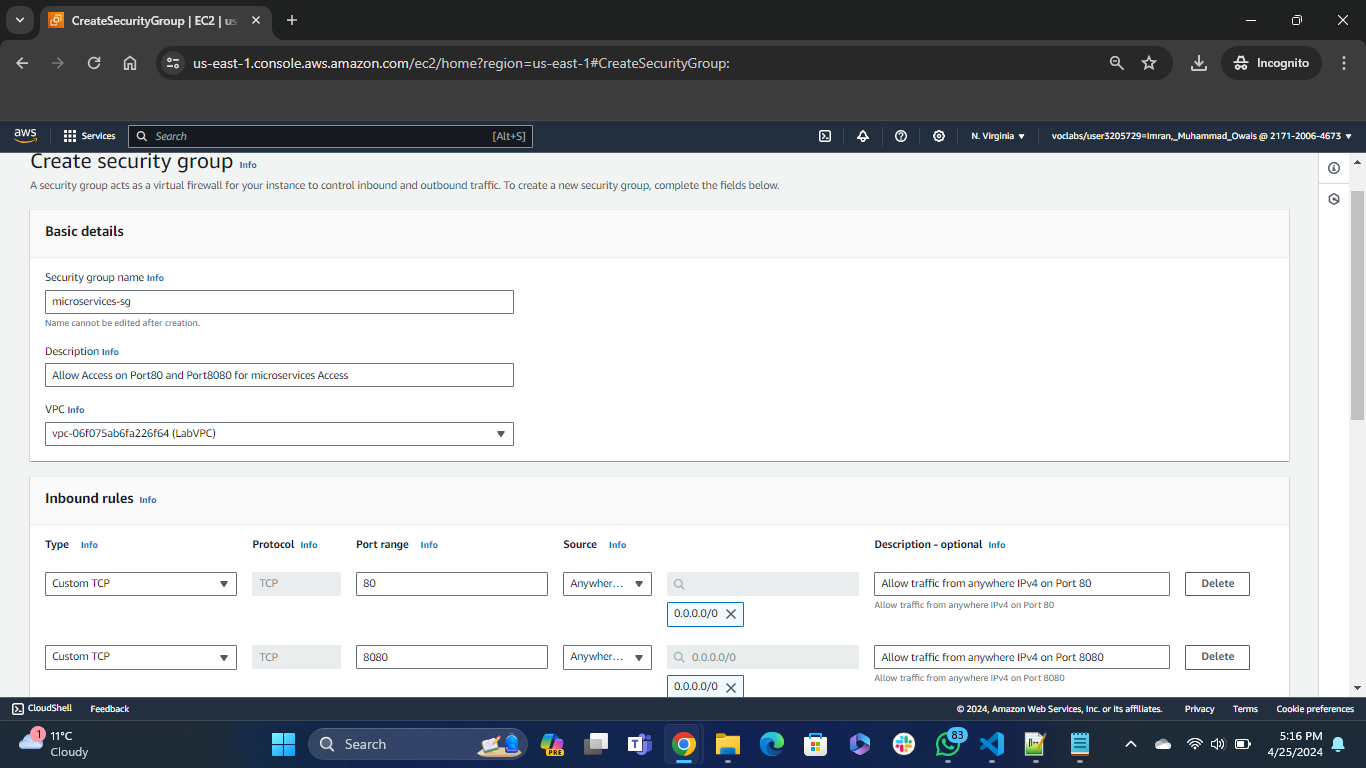 CreateSecurityGroup | EC2 | us
us-east-1.console.aws.amazon.com/ec2/home?region=us-east-1#CreateSecurityGroup:
Incognito
aws
Services
Search
[Alt+S]
N. Virginia
voclabs/user3205729=Imran,_Muhammad_Owais @ 2171-2006-4673
Create security group Info
A security group acts as a virtual firewall for your instance to control inbound and outbound traffic. To create a new security group, complete the fields below.
Basic details
Security group name Info
microservices-sg
Name cannot be edited after creation.
Description Info
Allow Access on Port80 and Port8080 for microservices Access
VPC Info
vpc-06f075ab6fa226f64 (LabVPC)
Inbound rules Info
Type Info Protocol Info Port range Info Source Info Description - optional Info
Custom TCP TCP 80 Anywher... Allow traffic from anywhere IPv4 on Port 80 Delete
Allow traffic from anywhere IPv4 on Port 80
0.0.0.0/0
Custom TCP TCP 8080 Anywher... 0.0.0.0/0 Allow traffic from anywhere IPv4 on Port 8080 Delete
Allow traffic from anywhere IPv4 on Port 8080
0.0.0.0/0
CloudShell Feedback © 2024, Amazon Web Services, Inc. or its affiliates. Privacy Terms Cookie preferences
1
11°C
Cloudy
Search
PRE
83
5:16 PM
4/25/2024